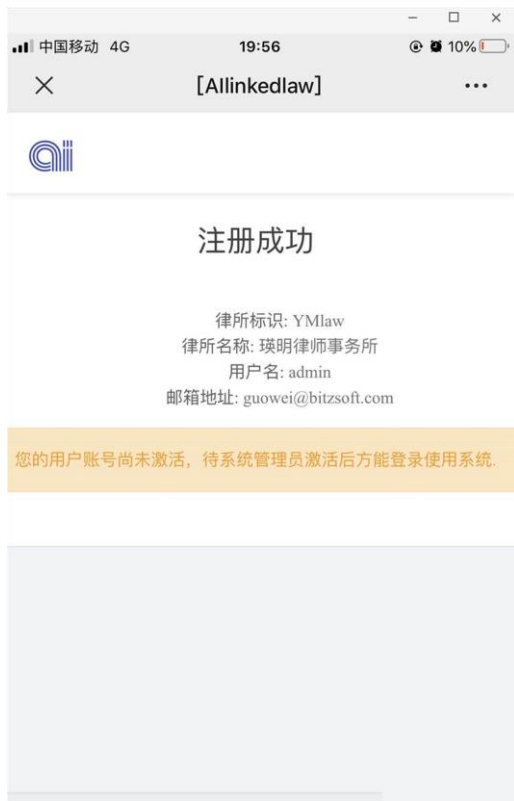 中国移动 4G 19:56 10%
[Allinkedlaw]
ai
注册成功
律所标识: YMlaw
律所名称: 瑛明律师事务所
用户名: admin
邮箱地址: guowei@bitzsoft.com
您的用户账号尚未激活，待系统管理员激活后方能登录使用系统.